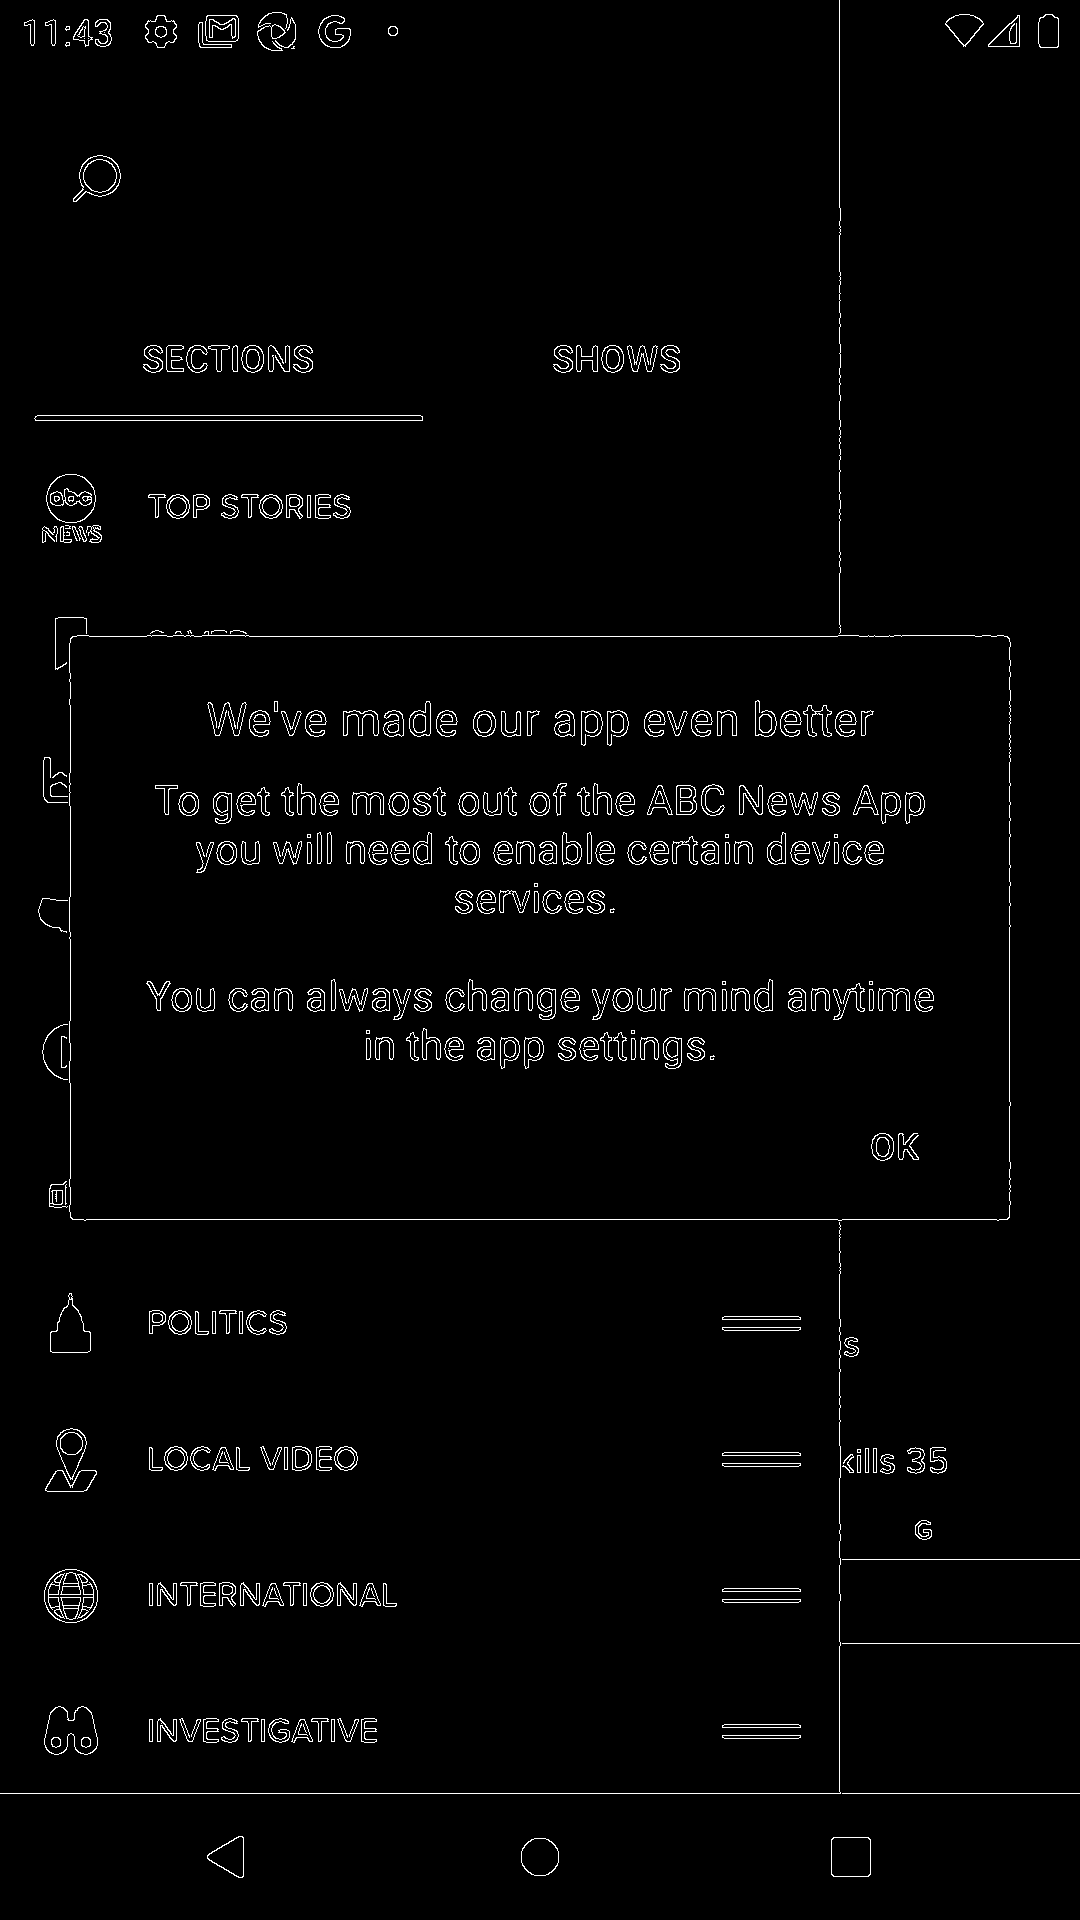 11:43
SECTIONS
SHOWS
abc
NEWS
TOP STORIES
We've made our app even better
To get the most out of the ABC News App
you will need to enable certain device
services.
You can always change your mind anytime
in the app settings.
OK
POLITICS
s
LOCAL VIDEO
kills 35
G
INTERNATIONAL
INVESTIGATIVE